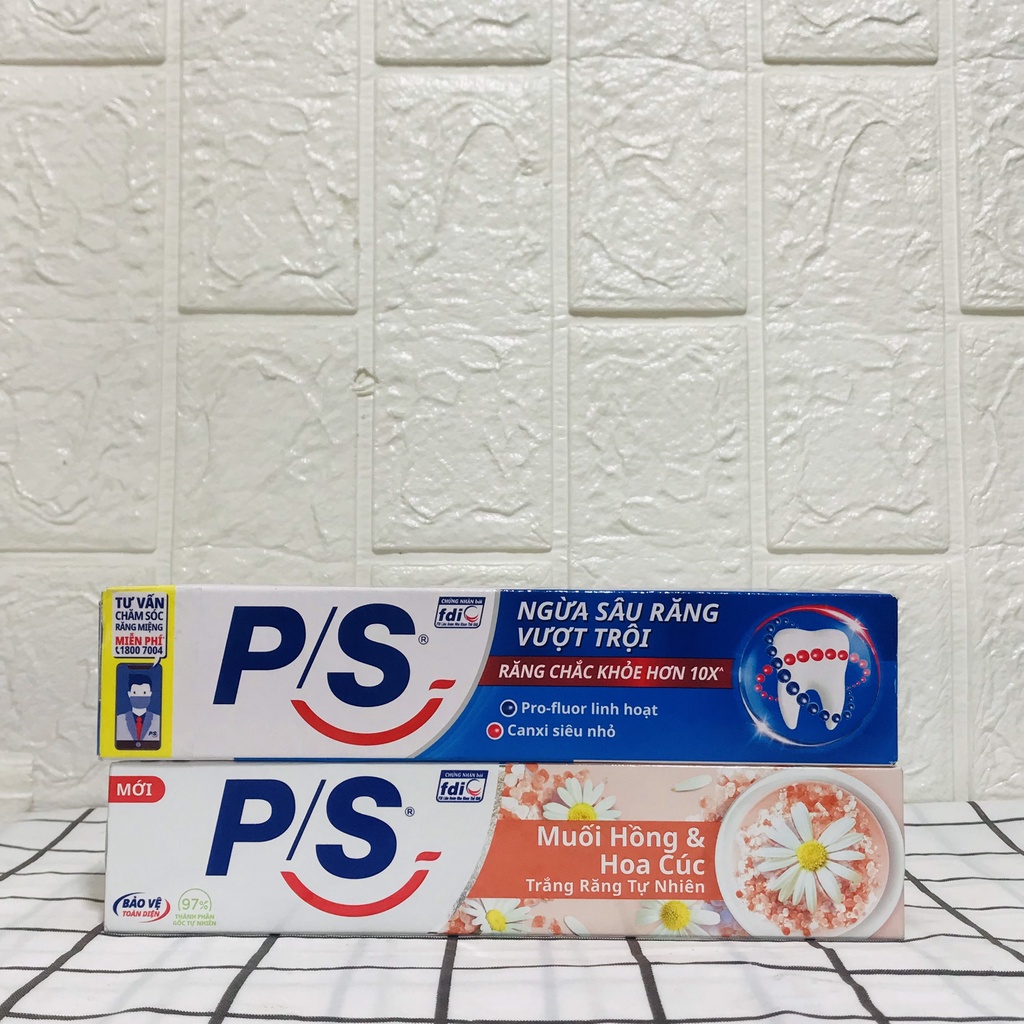 TƯ VẤN
CHĂM SÓC
RĂNG MIỆNG
MIỄN PHÍ
1800 7004
P/S®
CHỨNG NHẬN bởi
fdi
NGỪA SÂU RĂNG
VƯỢT TRỘI
RĂNG CHẮC KHỎE HƠN 10X^
Pro-fluor linh hoạt
Canxi siêu nhỏ
P/S
MỚI
P/S®
CHỨNG NHẬN bởi
fdi
BẢO VỆ
TOÀN DIỆN
97%
THÀNH PHẦN
GỐC TỰ NHIÊN
Muối Hồng &
Hoa Cúc
Trắng Răng Tự Nhiên